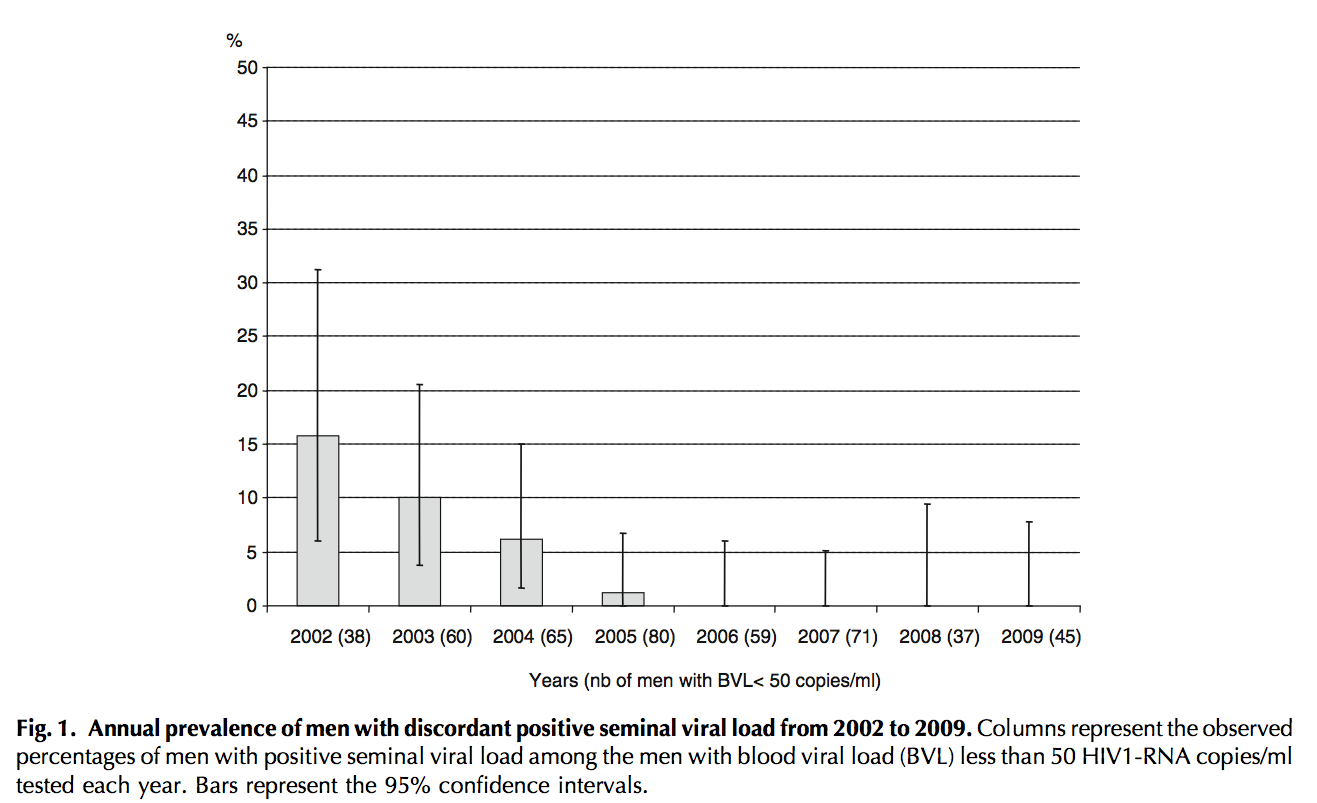 %
50
45
40
35
30
25
20
15
10
5
0
2002 (38) 2003 (60) 2004 (65) 2005 (80) 2006 (59) 2007 (71) 2008 (37) 2009 (45)
Years (nb of men with BVL< 50 copies/ml)
Fig. 1. Annual prevalence of men with discordant positive seminal viral load from 2002 to 2009. Columns represent the observed
percentages of men with positive seminal viral load among the men with blood viral load (BVL) less than 50 HIV1-RNA copies/ml
tested each year. Bars represent the 95% confidence intervals.